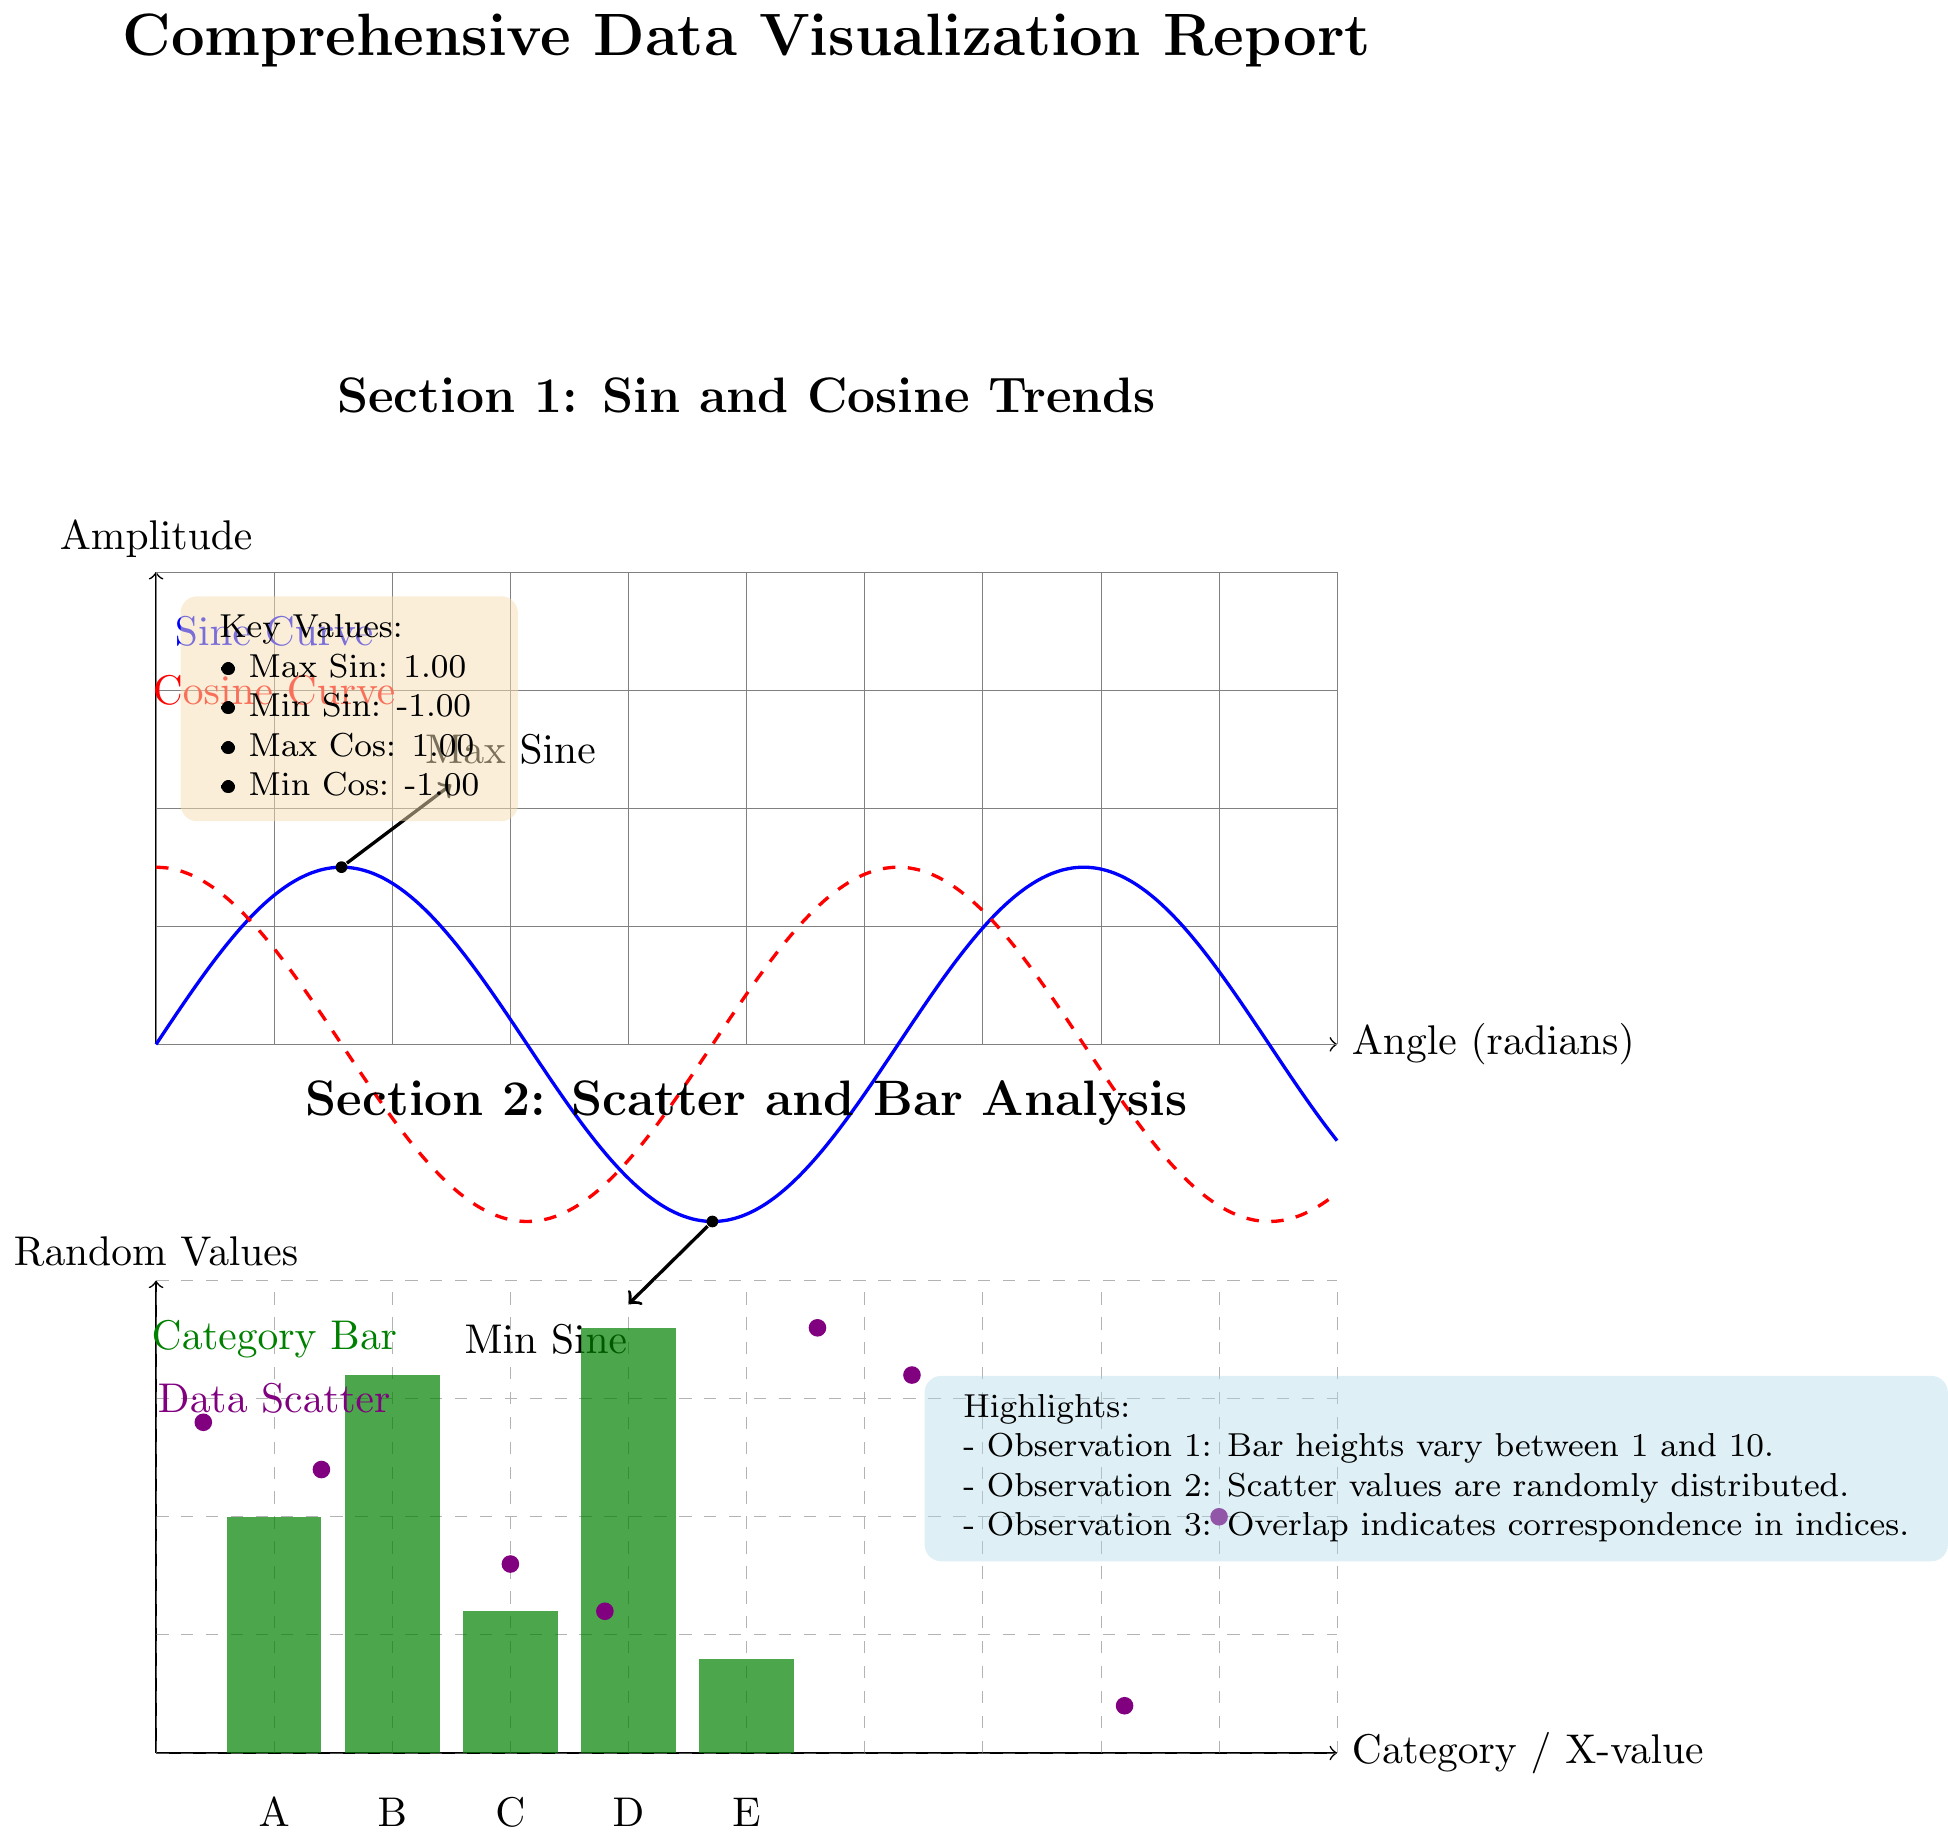 Comprehensive Data Visualization Report
Section 1: Sin and Cosine Trends
Amplitude
Sine Curve
Cosine Curve
Key Values:
• Max Sin: 1.00
• Min Sin: -1.00
• Max Cos: 1.00
• Min Cos: -1.00
Max Sine
Angle (radians)
Section 2: Scatter and Bar Analysis
Random Values
Category Bar
Data Scatter
Min Sine
Highlights:
- Observation 1: Bar heights vary between 1 and 10.
- Observation 2: Scatter values are randomly distributed.
- Observation 3: Overlap indicates correspondence in indices.
Category / X-value
A B C D E